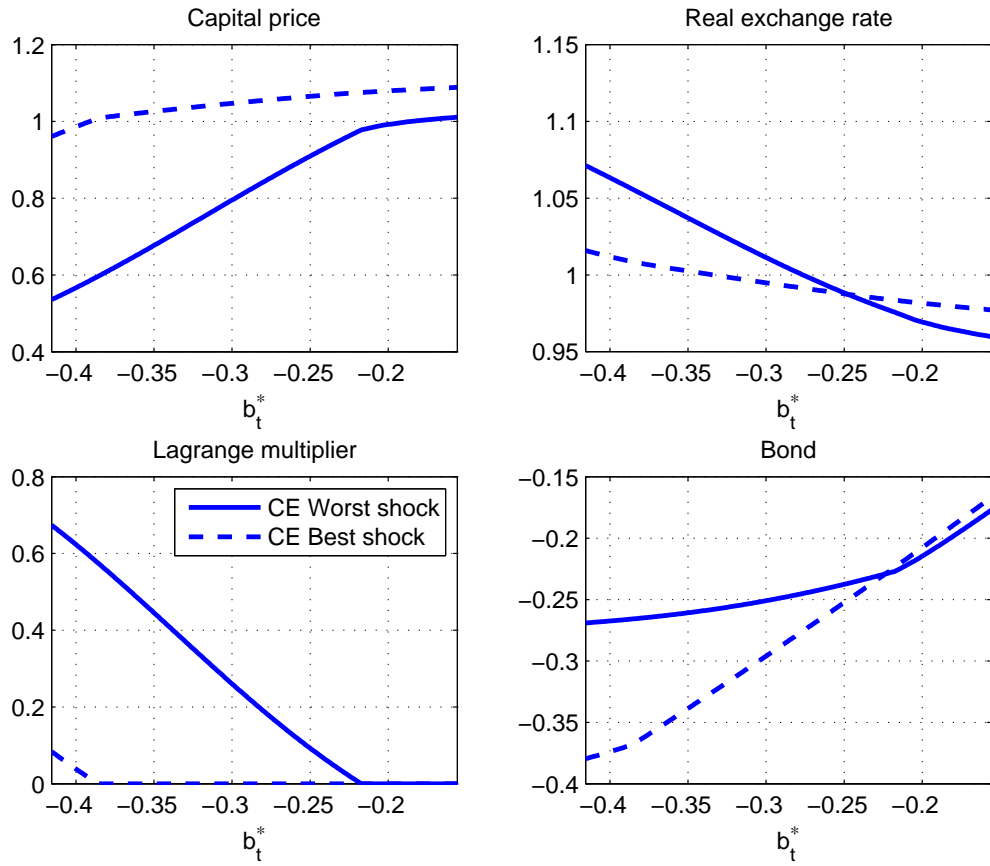 Capital price
1.2
1
0.8
0.6
0.4
−0.4 −0.35 −0.3 −0.25 −0.2
b*t
Real exchange rate
1.15
1.1
1.05
1
0.95
−0.4 −0.35 −0.3 −0.25 −0.2
b*t
Lagrange multiplier
0.8
0.6
0.4
0.2
0
CE Worst shock
CE Best shock
−0.4 −0.35 −0.3 −0.25 −0.2
b*t
Bond
−0.15
−0.2
−0.25
−0.3
−0.35
−0.4
−0.4 −0.35 −0.3 −0.25 −0.2
b*t